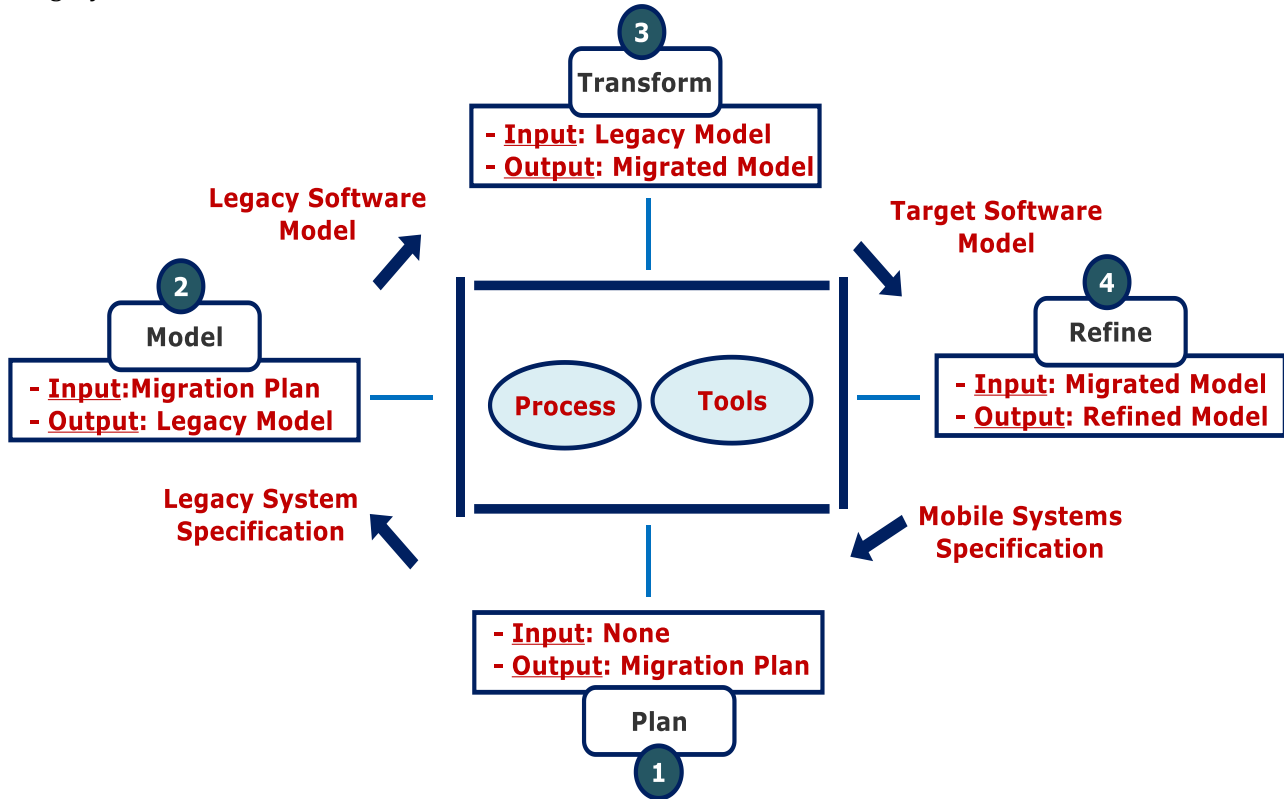 3
Transform
- Input: Legacy Model
- Output: Migrated Model
Legacy Software
Model
Target Software
Model
2
Model
- Input:Migration Plan
- Output: Legacy Model
4
Refine
- Input: Migrated Model
- Output: Refined Model
Process
Tools
Legacy System
Specification
Mobile Systems
Specification
- Input: None
- Output: Migration Plan
Plan
1